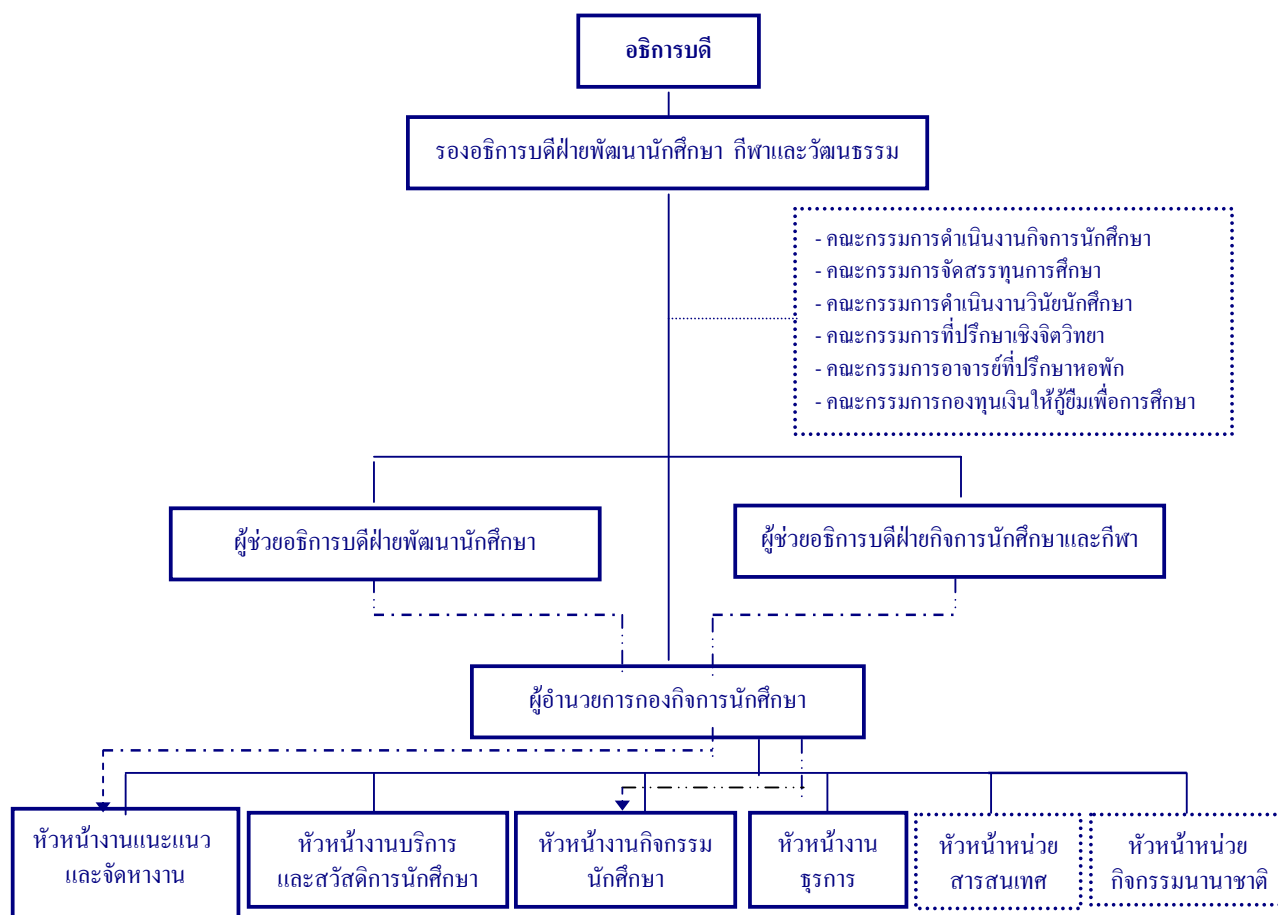 อธิการบดี
รองอธิการบดีฝ่ายพัฒนานักศึกษา กีฬาและวัฒนธรรม
- คณะกรรมการดำเนินงานกิจการนักศึกษา
- คณะกรรมการจัดสรรทุนการศึกษา
- คณะกรรมการดำเนินงานวินัยนักศึกษา
- คณะกรรมการที่ปรึกษาเชิงจิตวิทยา
- คณะกรรมการอาจารย์ที่ปรึกษาหอพัก
- คณะกรรมการกองทุนเงินให้กู้ยืมเพื่อการศึกษา
ผู้ช่วยอธิการบดีฝ่ายพัฒนานักศึกษา
ผู้ช่วยอธิการบดีฝ่ายกิจการนักศึกษาและกีฬา
ผู้อำนวยการกองกิจการนักศึกษา
หัวหน้างานแนะแนว
และจัดหางาน
หัวหน้างานบริการ
และสวัสดิการนักศึกษา
หัวหน้างานกิจกรรม
นักศึกษา
หัวหน้างาน
ธุรการ
หัวหน้าหน่วย
สารสนเทศ
หัวหน้าหน่วย
กิจกรรมนานาชาติ